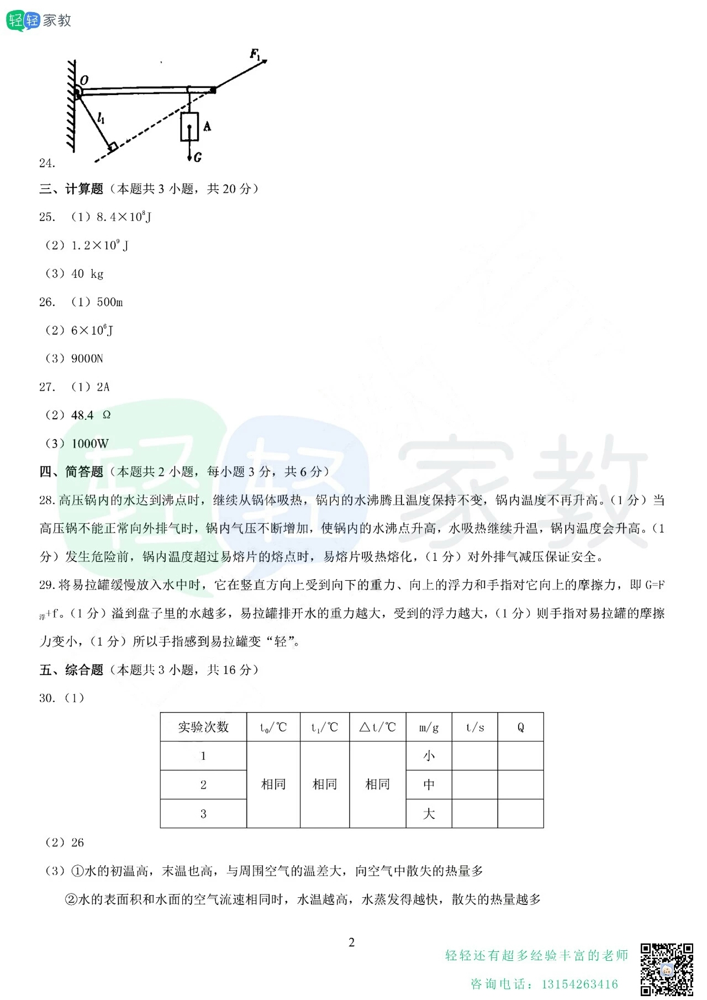 轻轻家教
F₁
O
l₁
A
G
24.
三、计算题（本题共 3 小题，共 20 分）
25. （1）8.4×10⁸J
（2）1.2×10⁹J
（3）40 kg
26. （1）500m
（2）6×10⁶J
（3）9000N
27. （1）2A
（2）48.4 Ω
（3）1000W
四、简答题（本题共 2 小题，每小题 3 分，共 6 分）
28.高压锅内的水达到沸点时，继续从锅体吸热，锅内的水沸腾且温度保持不变，锅内温度不再升高。（1 分）当
高压锅不能正常向外排气时，锅内气压不断增加，使锅内的水沸点升高，水吸热继续升温，锅内温度会升高。（1
分）发生危险前，锅内温度超过易熔片的熔点时，易熔片吸热熔化，（1 分）对外排气减压保证安全。
29.将易拉罐缓慢放入水中时，它在竖直方向上受到向下的重力、向上的浮力和手指对它向上的摩擦力，即 G=F
浮+f。（1 分）溢到盘子里的水越多，易拉罐排开水的重力越大，受到的浮力越大，（1 分）则手指对易拉罐的摩擦
力变小，（1 分）所以手指感到易拉罐变“轻”。
五、综合题（本题共 3 小题，共 16 分）
30.（1）
实验次数 t₀/℃ t₁/℃ △t/℃ m/g t/s Q
1 小
2 相同 相同 相同 中
3 大
（2）26
（3）①水的初温高，末温也高，与周围空气的温差大，向空气中散失的热量多
②水的表面积和水面的空气流速相同时，水温越高，水蒸发得越快，散失的热量越多
2
轻轻还有超多经验丰富的老师
咨询电话：13154263416
轻轻家教